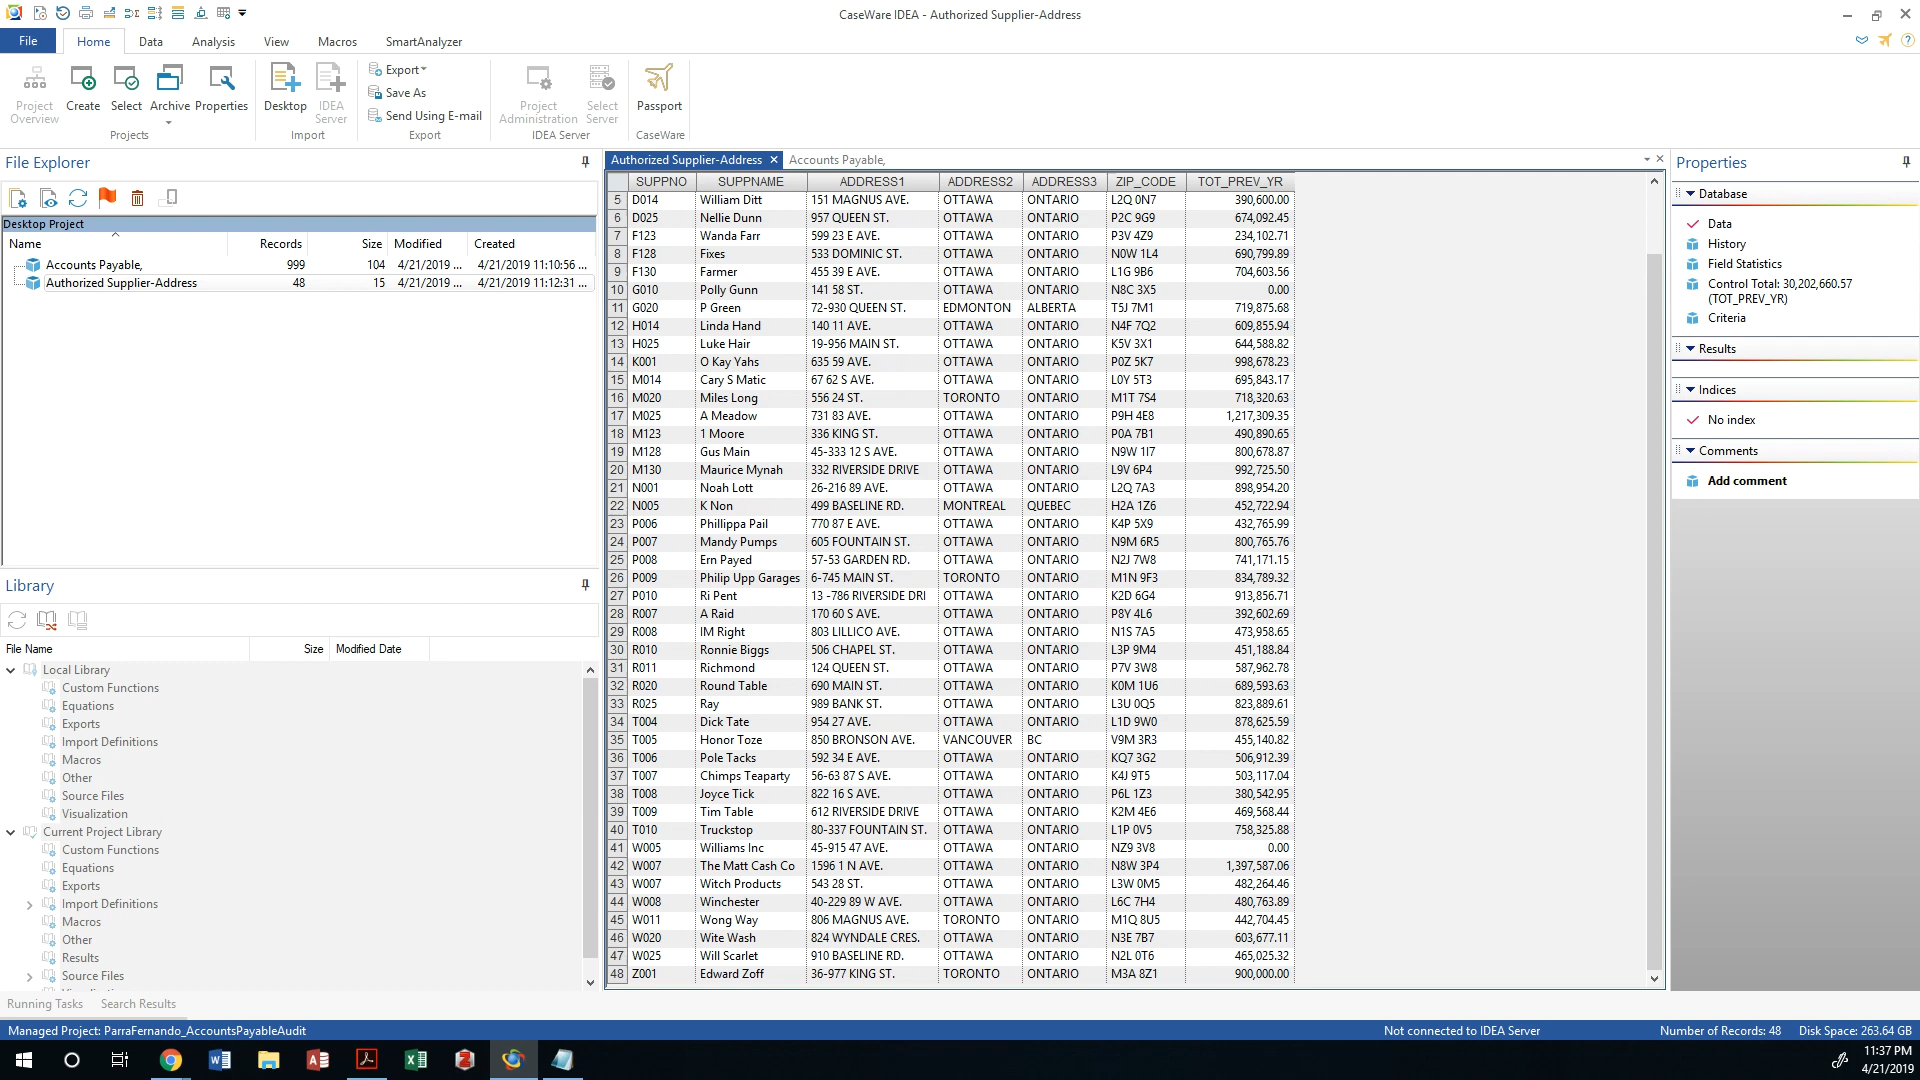 CaseWare IDEA - Authorized Supplier-Address
File Home Data Analysis View Macros SmartAnalyzer
Project Overview
Create
Select
Archive
Properties
Projects
Desktop
IDEA Server
Import
Export
Save As
Send Using E-mail
Export
Project Administration
Select Server
IDEA Server
Passport
CaseWare
File Explorer
Desktop Project
Name Records Size Modified Created
Accounts Payable, 999 104 4/21/2019 ... 4/21/2019 11:10:56 ...
Authorized Supplier-Address 48 15 4/21/2019 ... 4/21/2019 11:12:31 ...
Library
File Name Size Modified Date
Local Library
Custom Functions
Equations
Exports
Import Definitions
Macros
Other
Source Files
Visualization
Current Project Library
Custom Functions
Equations
Exports
Import Definitions
Macros
Other
Results
Source Files
Running Tasks Search Results
Authorized Supplier-Address Accounts Payable,
SUPPNO SUPPNAME ADDRESS1 ADDRESS2 ADDRESS3 ZIP_CODE TOT_PREV_YR
5 D014 William Ditt 151 MAGNUS AVE. OTTAWA ONTARIO L2Q 0N7 390,600.00
6 D025 Nellie Dunn 957 QUEEN ST. OTTAWA ONTARIO P2C 9G9 674,092.45
7 F123 Wanda Farr 599 23 E AVE. OTTAWA ONTARIO P3V 4Z9 234,102.71
8 F128 Fixes 533 DOMINIC ST. OTTAWA ONTARIO N0W 1L4 690,799.89
9 F130 Farmer 455 39 E AVE. OTTAWA ONTARIO L1G 9B6 704,603.56
10 G010 Polly Gunn 141 58 ST. OTTAWA ONTARIO N8C 3X5 0.00
11 G020 P Green 72-930 QUEEN ST. EDMONTON ALBERTA T5J 7M1 719,875.68
12 H014 Linda Hand 140 11 AVE. OTTAWA ONTARIO N4F 7Q2 609,855.94
13 H025 Luke Hair 19-956 MAIN ST. OTTAWA ONTARIO K5V 3X1 644,588.82
14 K001 O Kay Yahs 635 59 AVE. OTTAWA ONTARIO P0Z 5K7 998,678.23
15 M014 Cary S Matic 67 62 S AVE. OTTAWA ONTARIO L0Y 5T3 695,843.17
16 M020 Miles Long 556 24 ST. TORONTO ONTARIO M1T 7S4 718,320.63
17 M025 A Meadow 731 83 AVE. OTTAWA ONTARIO P9H 4E8 1,217,309.35
18 M123 1 Moore 336 KING ST. OTTAWA ONTARIO P0A 7B1 490,890.65
19 M128 Gus Main 45-333 12 S AVE. OTTAWA ONTARIO N9W 1I7 800,678.87
20 M130 Maurice Mynah 332 RIVERSIDE DRIVE OTTAWA ONTARIO L9V 6P4 992,725.50
21 N001 Noah Lott 26-216 89 AVE. OTTAWA ONTARIO L2Q 7A3 898,954.20
22 N005 K Non 499 BASELINE RD. MONTREAL QUEBEC H2A 1Z6 452,722.94
23 P006 Phillippa Pail 770 87 E AVE. OTTAWA ONTARIO K4P 5X9 432,765.99
24 P007 Mandy Pumps 605 FOUNTAIN ST. OTTAWA ONTARIO N9M 6R5 800,765.76
25 P008 Ern Payed 57-53 GARDEN RD. OTTAWA ONTARIO N2J 7W8 741,171.15
26 P009 Philip Upp Garages 6-745 MAIN ST. TORONTO ONTARIO M1N 9F3 834,789.32
27 P010 Ri Pent 13 -786 RIVERSIDE DRI OTTAWA ONTARIO K2D 6G4 913,856.71
28 R007 A Raid 170 60 S AVE. OTTAWA ONTARIO P8Y 4L6 392,602.69
29 R008 IM Right 803 LILLICO AVE. OTTAWA ONTARIO N1S 7A5 473,958.65
30 R010 Ronnie Biggs 506 CHAPEL ST. OTTAWA ONTARIO L3P 9M4 451,188.84
31 R011 Richmond 124 QUEEN ST. OTTAWA ONTARIO P7V 3W8 587,962.78
32 R020 Round Table 690 MAIN ST. OTTAWA ONTARIO K0M 1U6 689,593.63
33 R025 Ray 989 BANK ST. OTTAWA ONTARIO L3U 0Q5 823,889.61
34 T004 Dick Tate 954 27 AVE. OTTAWA ONTARIO L1D 9W0 878,625.59
35 T005 Honor Toze 850 BRONSON AVE. VANCOUVER BC V9M 3R3 455,140.82
36 T006 Pole Tacks 592 34 E AVE. OTTAWA ONTARIO KQ7 3G2 506,912.39
37 T007 Chimps Teaparty 56-63 87 S AVE. OTTAWA ONTARIO K4J 9T5 503,117.04
38 T008 Joyce Tick 822 16 S AVE. OTTAWA ONTARIO P6L 1Z3 380,542.95
39 T009 Tim Table 612 RIVERSIDE DRIVE OTTAWA ONTARIO K2M 4E6 469,568.44
40 T010 Truckstop 80-337 FOUNTAIN ST. OTTAWA ONTARIO L1P 0V5 758,325.88
41 W005 Williams Inc 45-915 47 AVE. OTTAWA ONTARIO NZ9 3V8 0.00
42 W007 The Matt Cash Co 1596 1 N AVE. OTTAWA ONTARIO N8W 3P4 1,397,587.06
43 W007 Witch Products 543 28 ST. OTTAWA ONTARIO L3W 0M5 482,264.46
44 W008 Winchester 40-229 89 W AVE. OTTAWA ONTARIO L6C 7H4 480,763.89
45 W011 Wong Way 806 MAGNUS AVE. TORONTO ONTARIO M1Q 8U5 442,704.45
46 W020 Wite Wash 824 WYNDALE CRES. OTTAWA ONTARIO N3E 7B7 603,677.11
47 W025 Will Scarlet 910 BASELINE RD. OTTAWA ONTARIO N2L 0T6 465,025.32
48 Z001 Edward Zoff 36-977 KING ST. TORONTO ONTARIO M3A 8Z1 900,000.00
Properties
Database
Data
History
Field Statistics
Control Total: 30,202,660.57
(TOT_PREV_YR)
Criteria
Results
Indices
No index
Comments
Add comment
Managed Project: ParraFernando_AccountsPayableAudit Not connected to IDEA Server Number of Records: 48 Disk Space: 263.64 GB
11:37 PM
4/21/2019